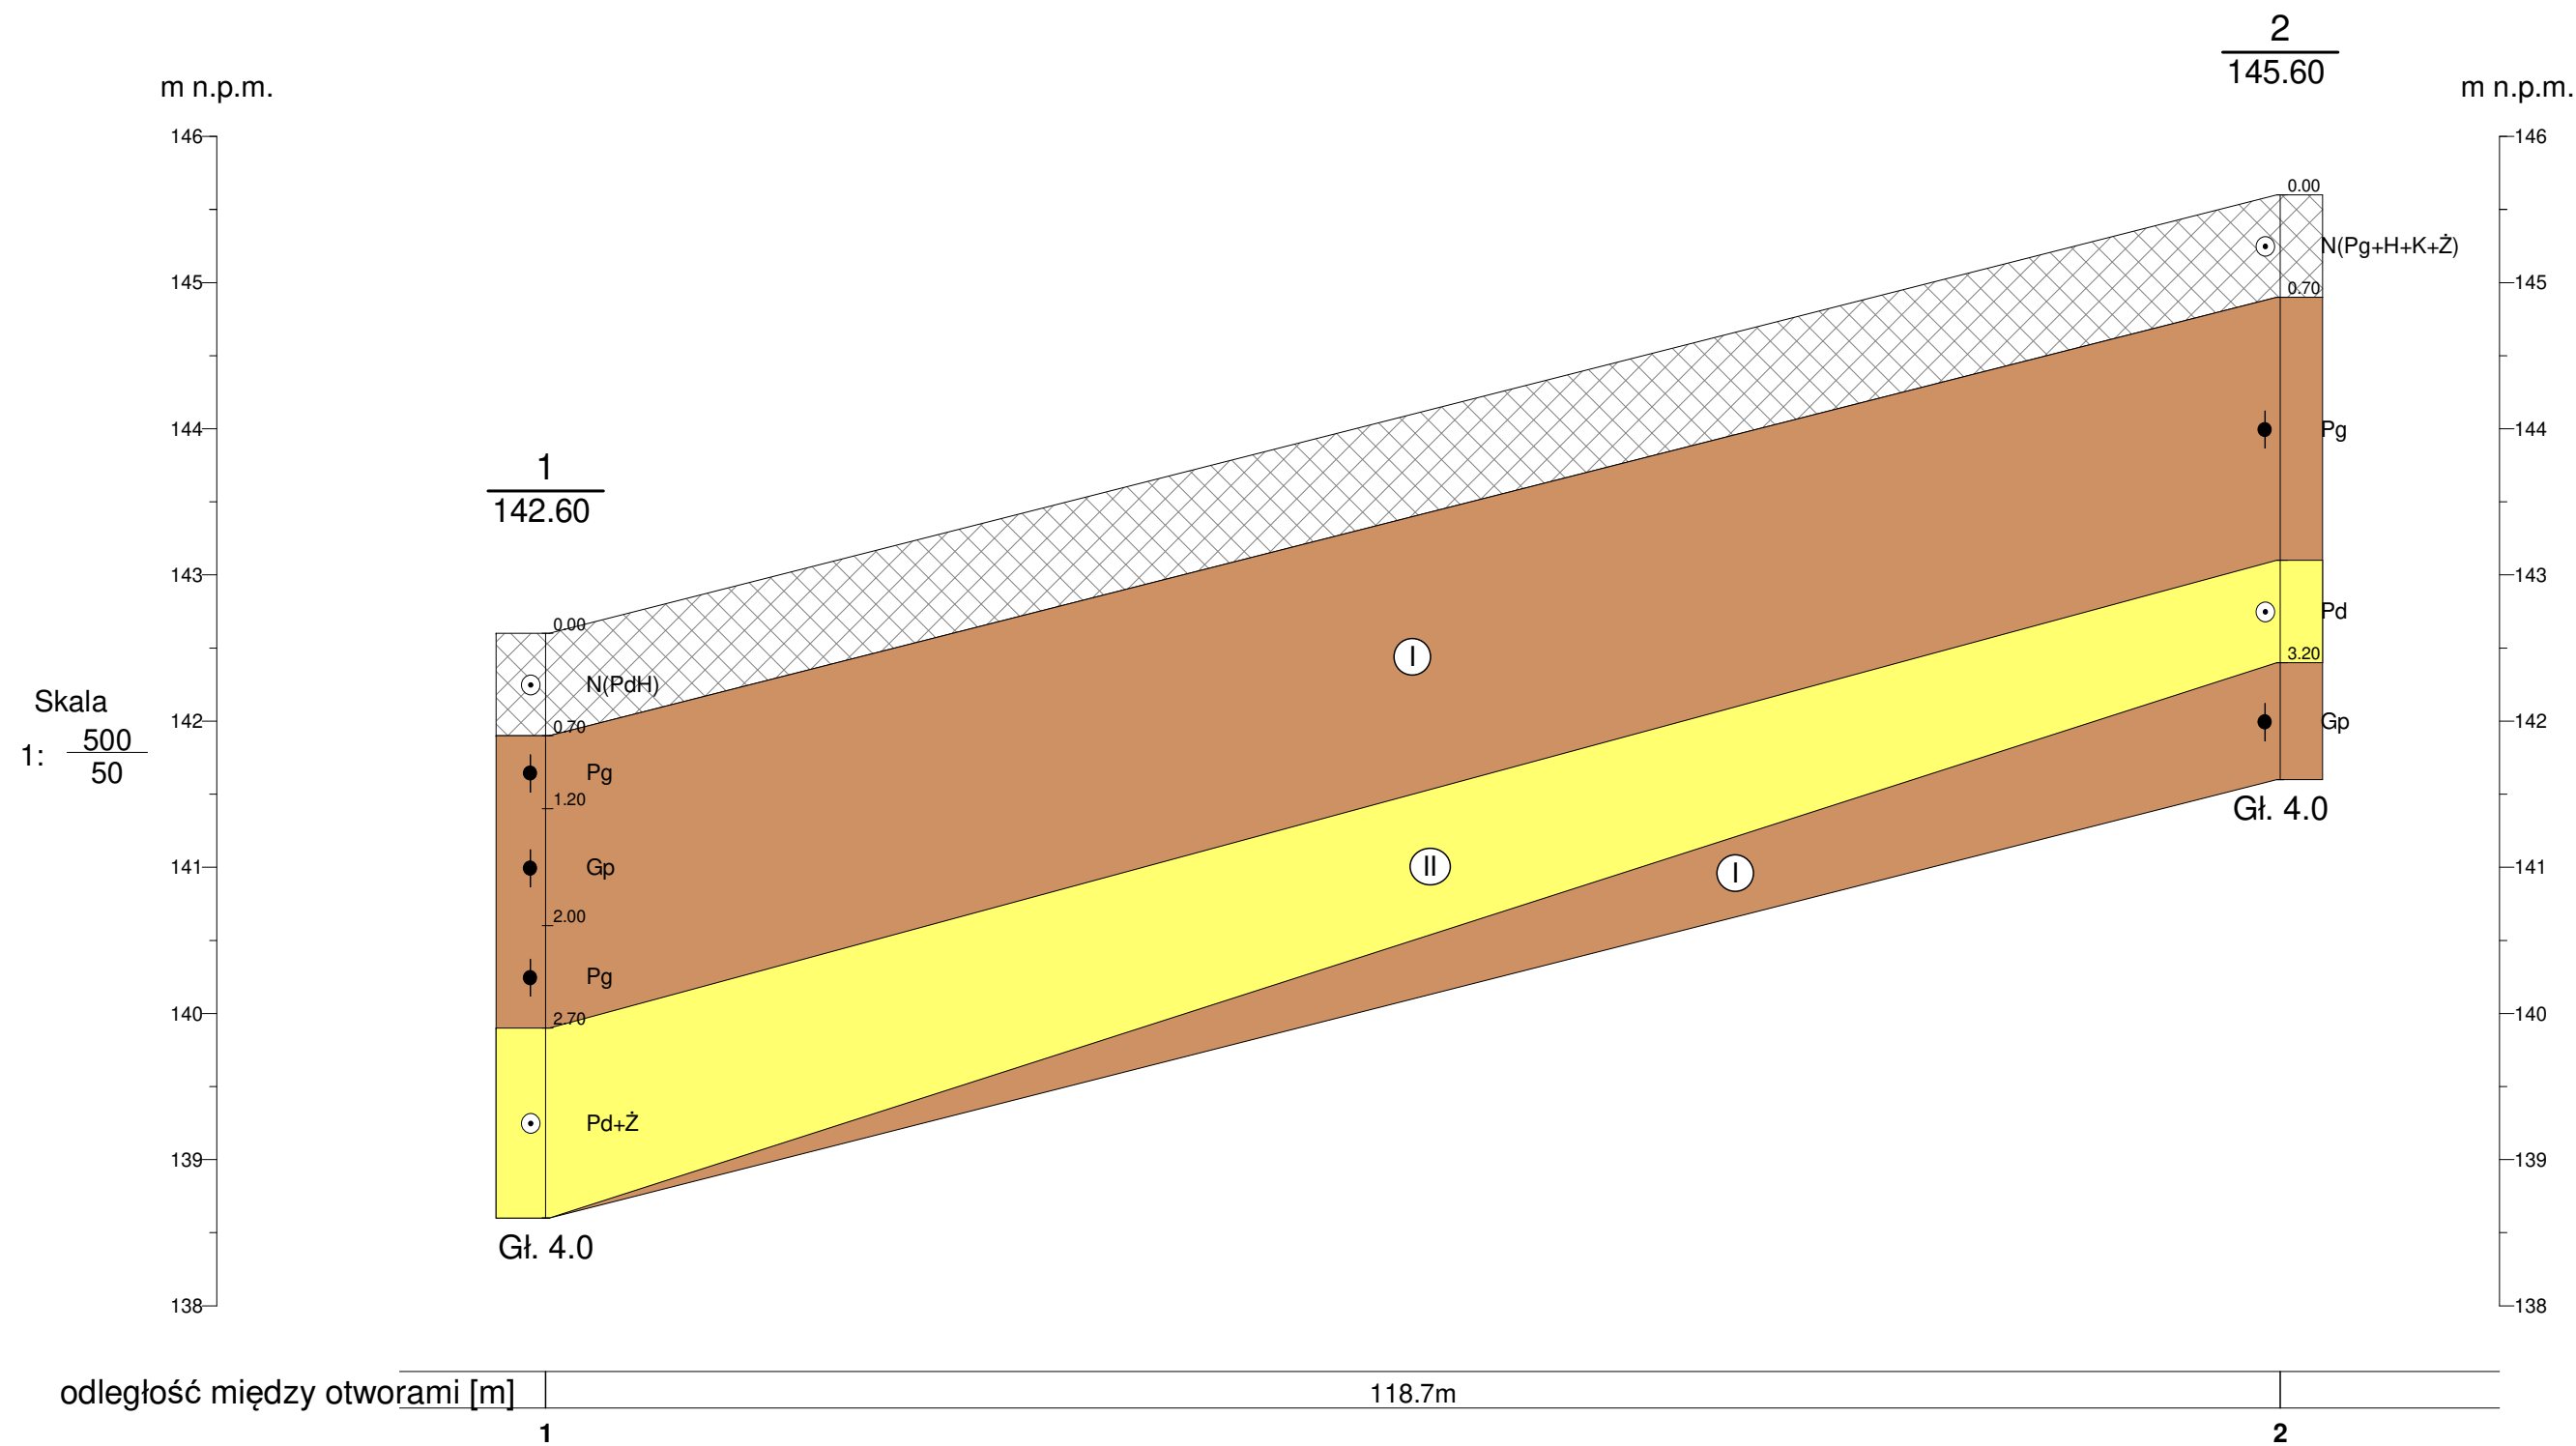 2
145.60
m n.p.m.
m n.p.m.
146
146
0.00
N(Pg+H+K+Ż)
145
145
0.70
144
144
Pg
1
142.60
143
143
0.00
I
Pd
3.20
N(PdH)
Skala
1: 500
50
142
142
0.70
Gp
Pg
1.20
Gł. 4.0
141
141
Gp
II
I
2.00
Pg
140
140
2.70
Pd+Ż
139
139
Gł. 4.0
138
138
odległość między otworami [m]
118.7m
1
2